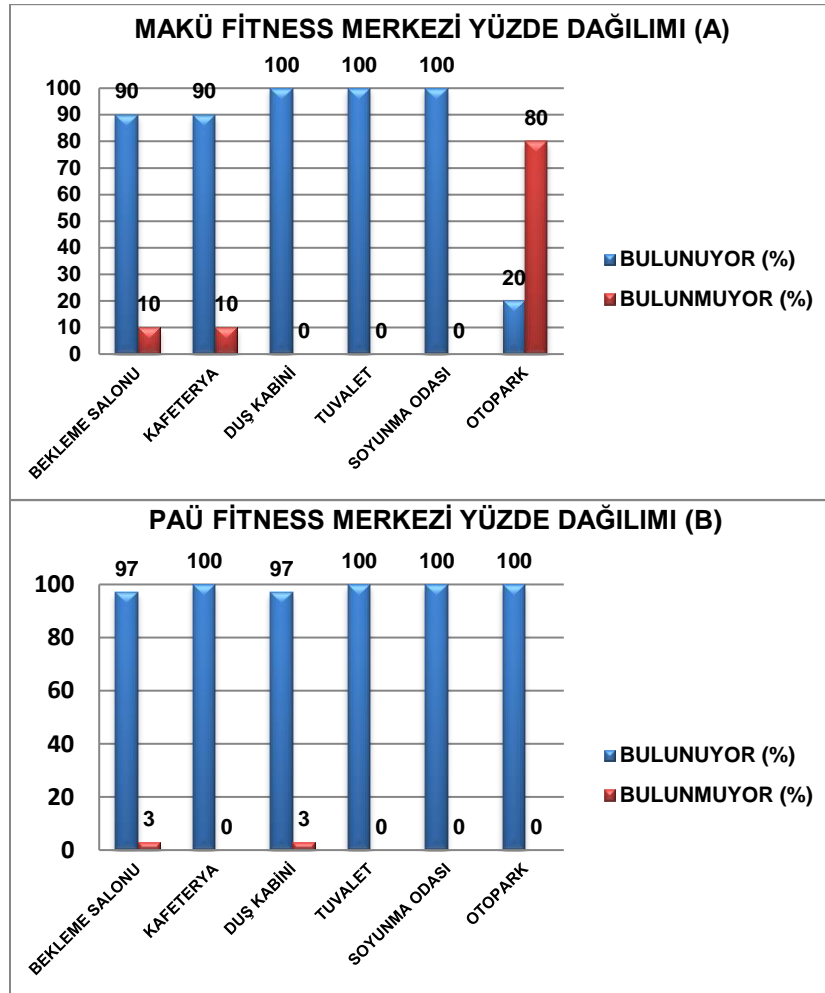 MAKÜ FİTNESS MERKEZİ YÜZDE DAĞILIMI (A)
100
90
80
70
60
50
40
30
20
10
0
90 90 100 100 100 80
10 10 0 0 0 20
BEKLEME SALONU
KAFETERYA
DUŞ KABİNİ
TUVALET
SOYUNMA ODASI
OTOPARK
BULUNUYOR (%)
BULUNMUYOR (%)
PAÜ FİTNESS MERKEZİ YÜZDE DAĞILIMI (B)
100
80
60
40
20
0
97 100 97 100 100 100
3 0 3 0 0 0
BEKLEME SALONU
KAFETERYA
DUŞ KABİNİ
TUVALET
SOYUNMA ODASI
OTOPARK
BULUNUYOR (%)
BULUNMUYOR (%)